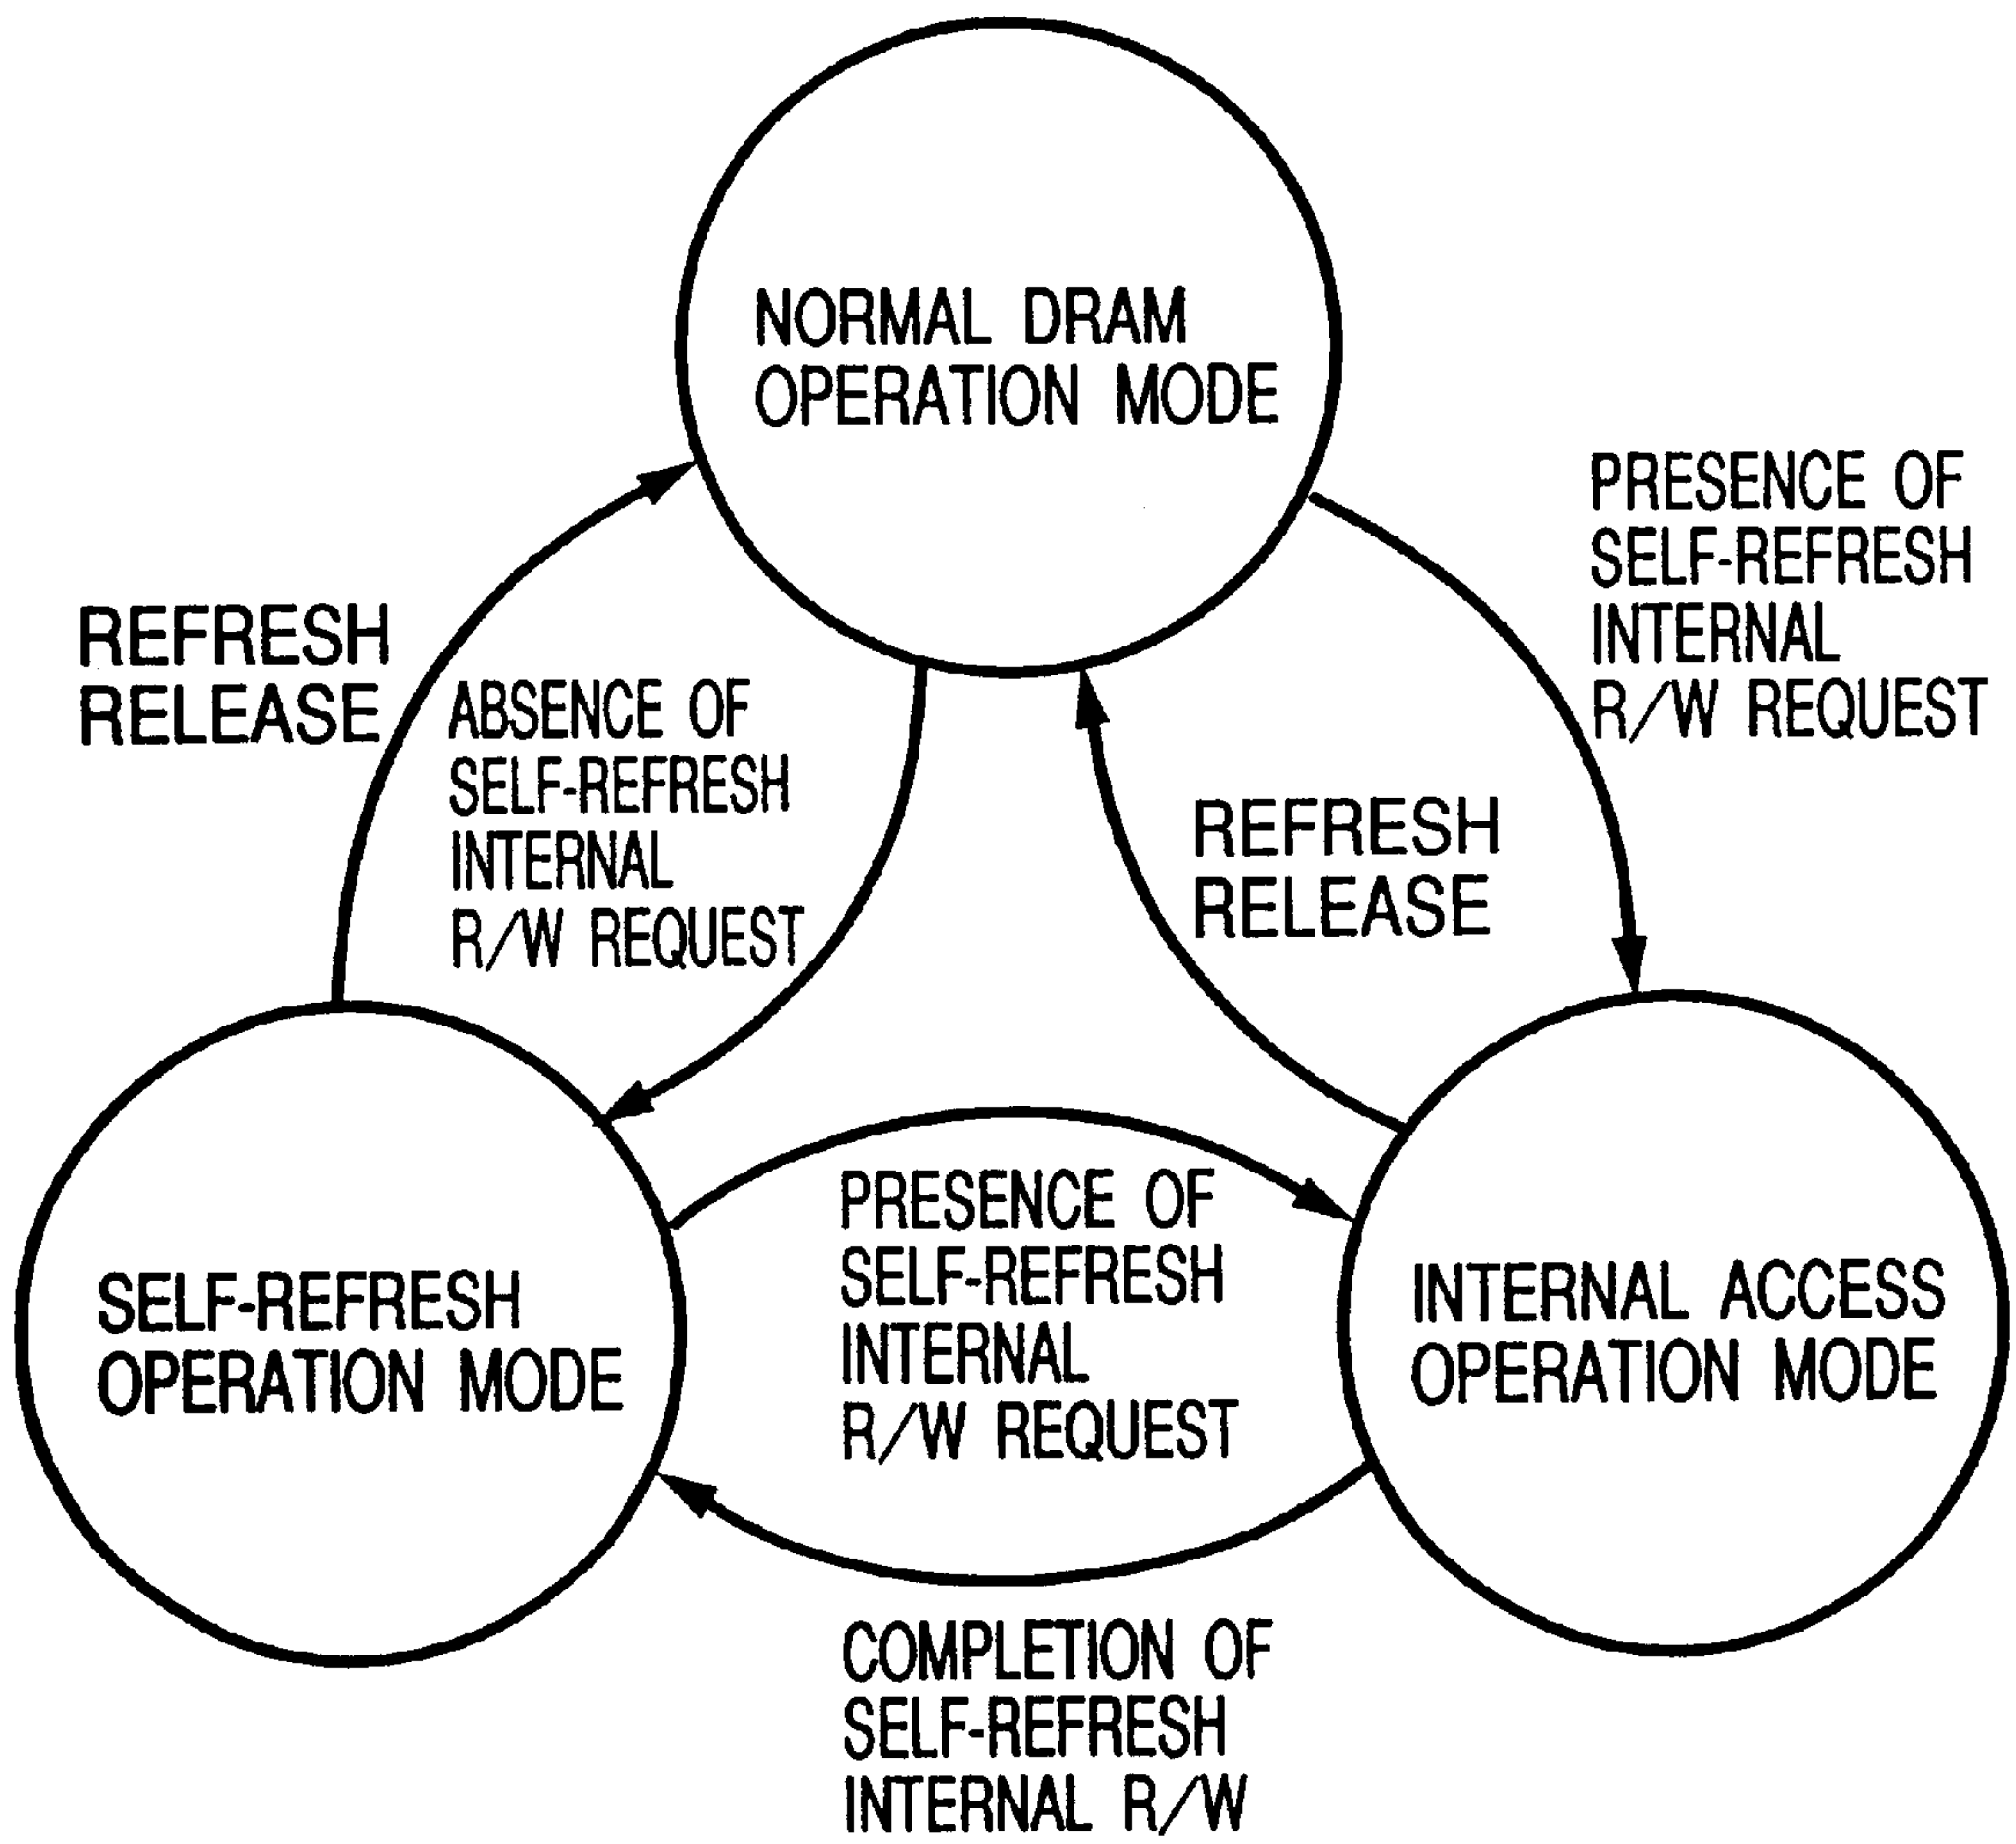 NORMAL DRAM
OPERATION MODE
PRESENCE OF
SELF-REFRESH
INTERNAL
R/W REQUEST
REFRESH
RELEASE
ABSENCE OF
SELF-REFRESH
INTERNAL
R/W REQUEST
REFRESH
RELEASE
SELF-REFRESH
OPERATION MODE
PRESENCE OF
SELF-REFRESH
INTERNAL
R/W REQUEST
INTERNAL ACCESS
OPERATION MODE
COMPLETION OF
SELF-REFRESH
INTERNAL R/W